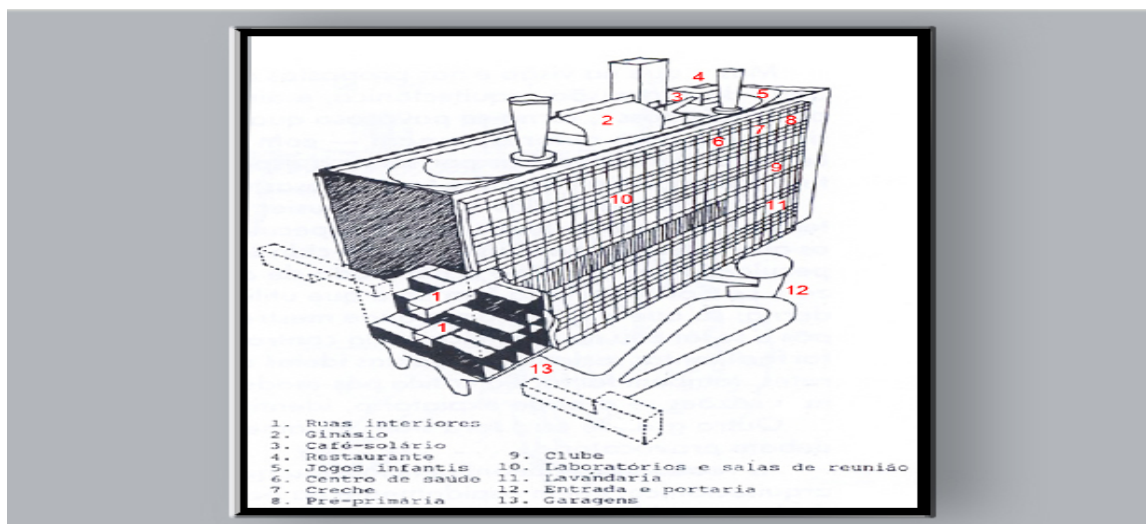 4
3
5
2
8
7
6
9
10
11
12
1
1
13
1. Ruas interiores
2. Ginásio
3. Café-solário
4. Restaurante
5. Jogos infantis
6. Centro de saúde
7. Creche
8. Pré-primária
9. Clube
10. Laboratórios e salas de reunião
11. Lavandaria
12. Entrada e portaria
13. Garagens